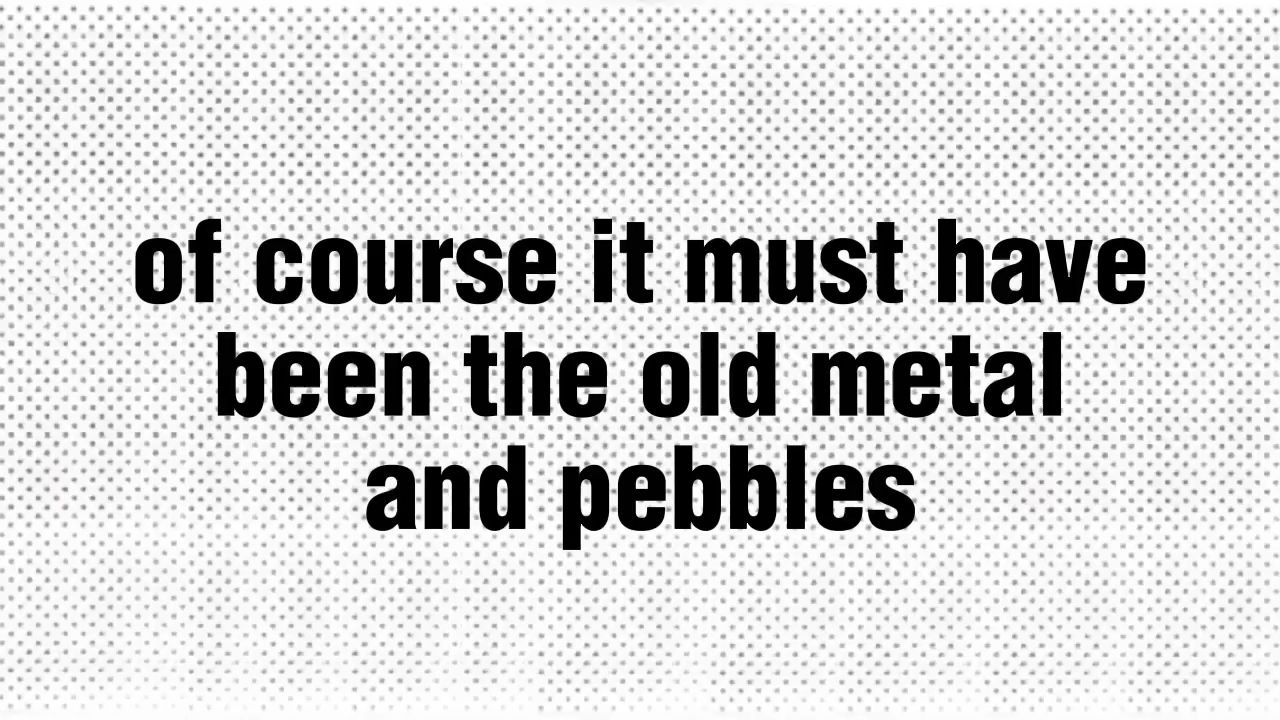 of course it must have
been the old metal
and pebbles